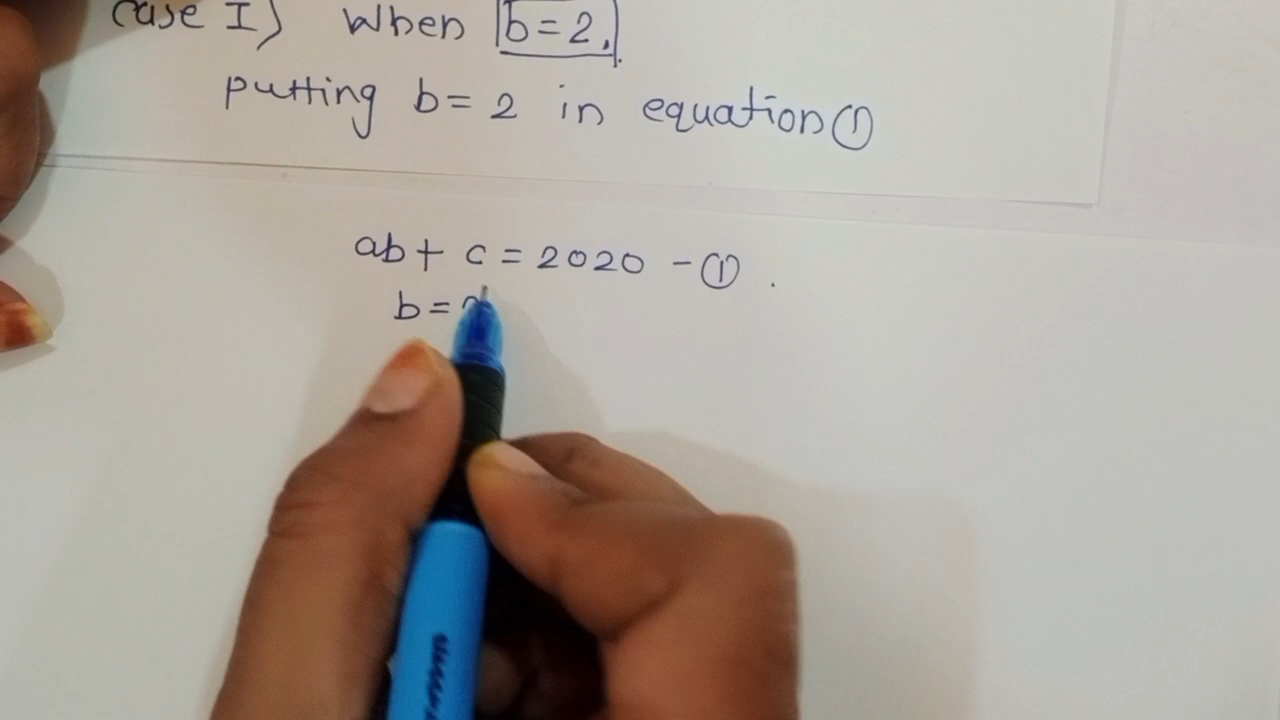 Case I) When b=2,
putting b=2 in equation ①
ab + c = 2020 - ①.
b=